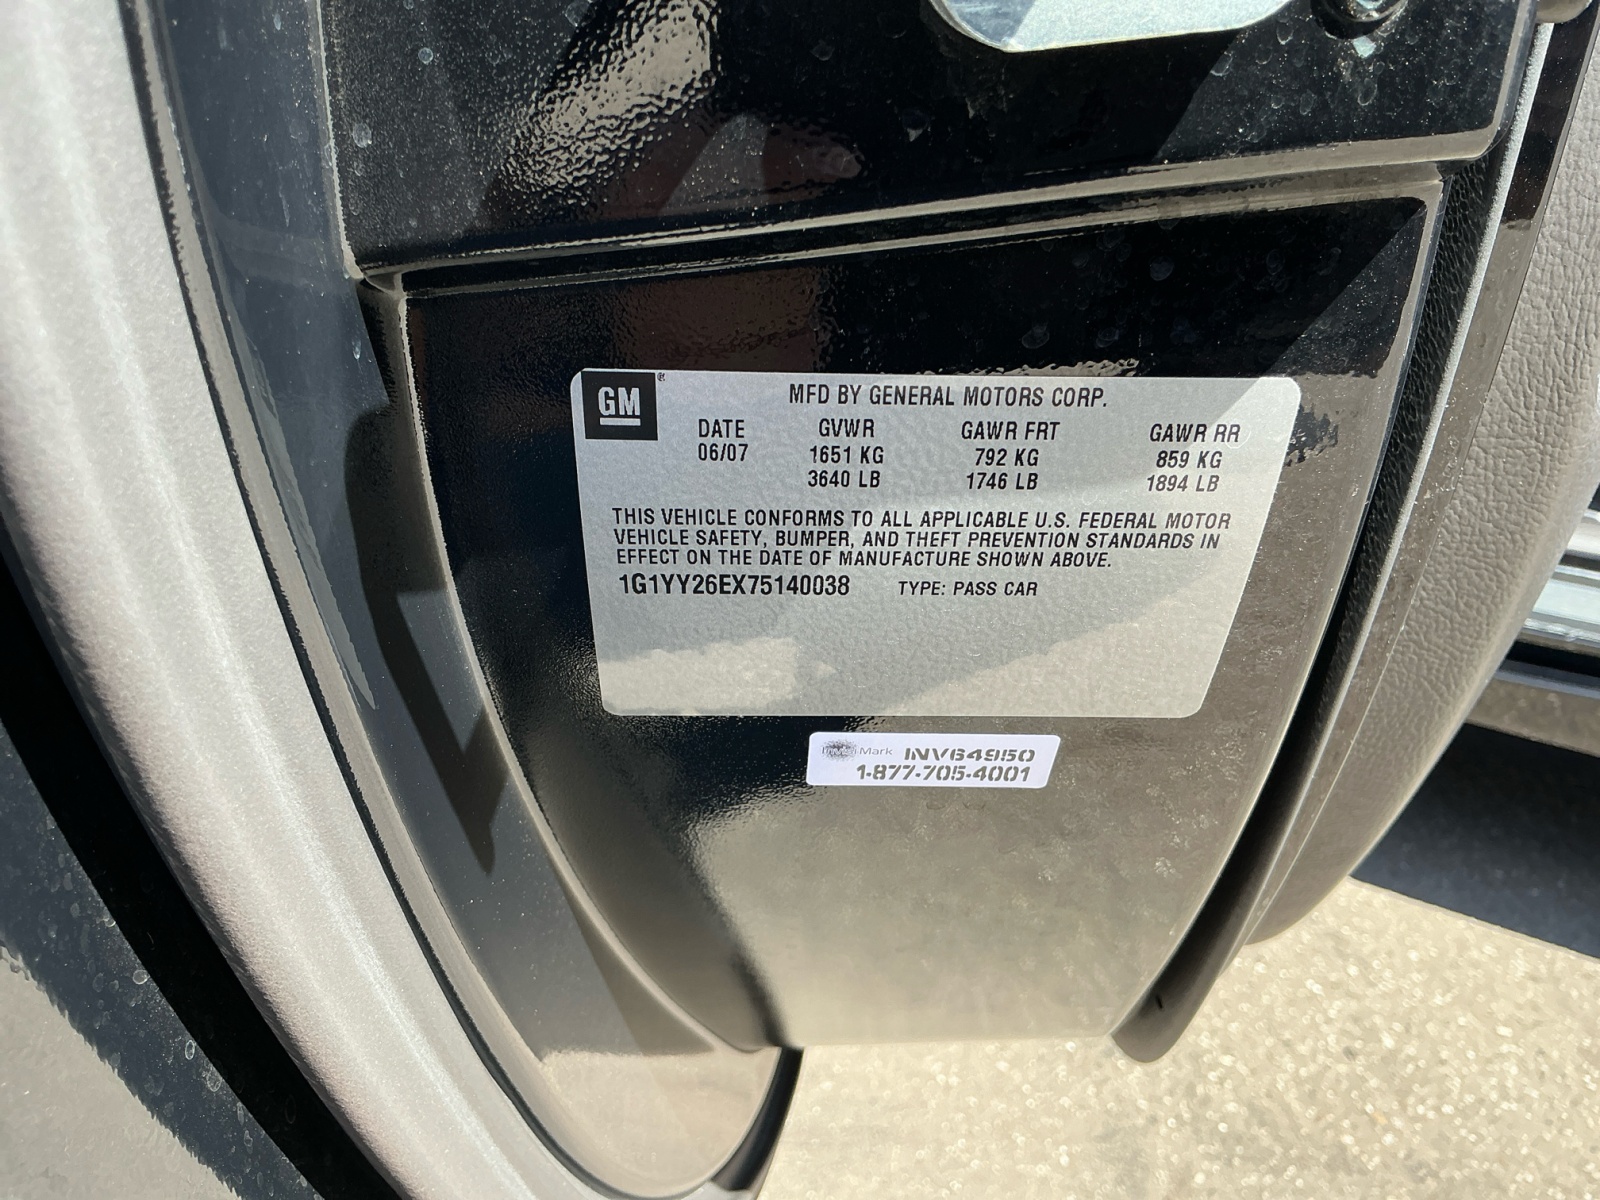 GM
MFD BY GENERAL MOTORS CORP.
DATE GVWR GAWR FRT GAWR RR
06/07 1651 KG 792 KG 859 KG
3640 LB 1746 LB 1894 LB
THIS VEHICLE CONFORMS TO ALL APPLICABLE U.S. FEDERAL MOTOR
VEHICLE SAFETY, BUMPER, AND THEFT PREVENTION STANDARDS IN
EFFECT ON THE DATE OF MANUFACTURE SHOWN ABOVE.
1G1YY26EX75140038 TYPE: PASS CAR
Mark INV64950
1-877-705-4001